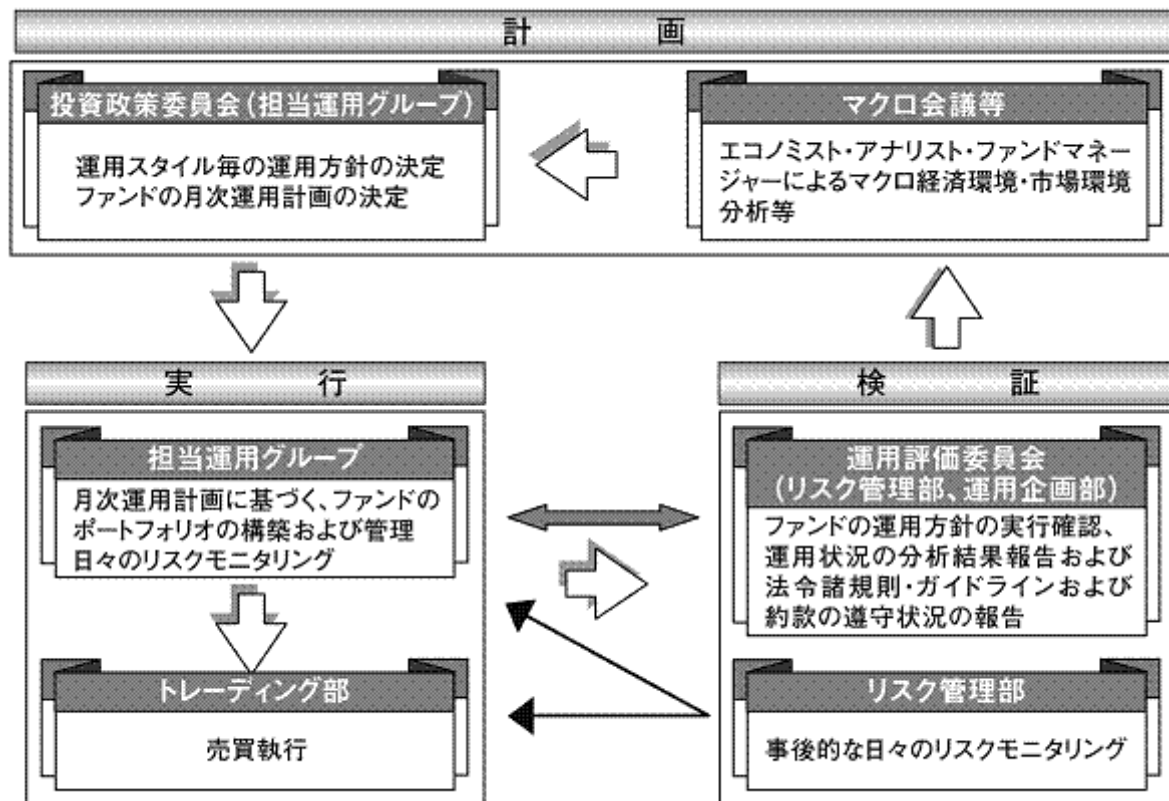 計画
投資政策委員会(担当運用グループ)
運用スタイル毎の運用方針の決定
ファンドの月次運用計画の決定
マクロ会議等
エコノミスト・アナリスト・ファンドマネー
ジャーによるマクロ経済環境・市場環境
分析等
実行
担当運用グループ
月次運用計画に基づく、ファンドの
ポートフォリオの構築および管理
日々のリスクモニタリング
トレーディング部
売買執行
検証
運用評価委員会
(リスク管理部、運用企画部)
ファンドの運用方針の実行確認、
運用状況の分析結果報告および
法令諸規則・ガイドラインおよび
約款の遵守状況の報告
リスク管理部
事後的な日々のリスクモニタリング